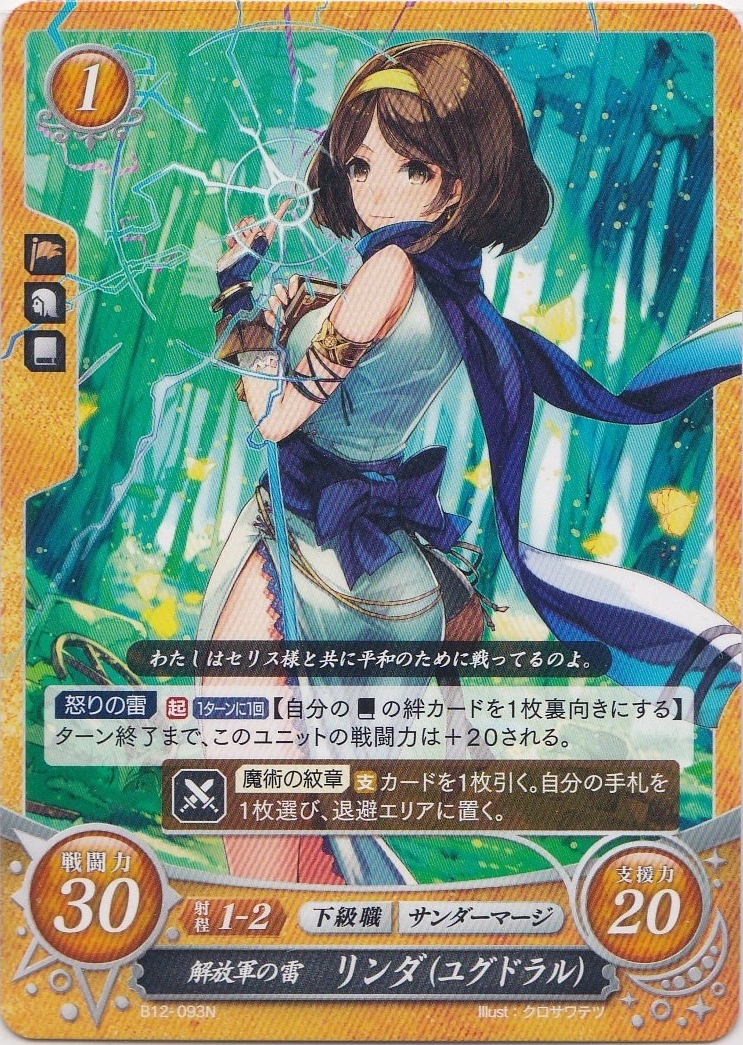 1
わたしはセリス様と共に平和のために戦ってるのよ。
怒りの雷 起 1ターンに1回【自分の の絆カードを1枚裏向きにする】
ターン終了まで、このユニットの戦闘力は+20される。
魔術の紋章 支 カードを1枚引く。自分の手札を
1枚選び、退避エリアに置く。
戦闘力
30
射程 1-2
下級職
サンダーマージ
支援力
20
解放軍の雷 リンダ(ユグドラル)
B12-093N
Illust:クロサワテツ